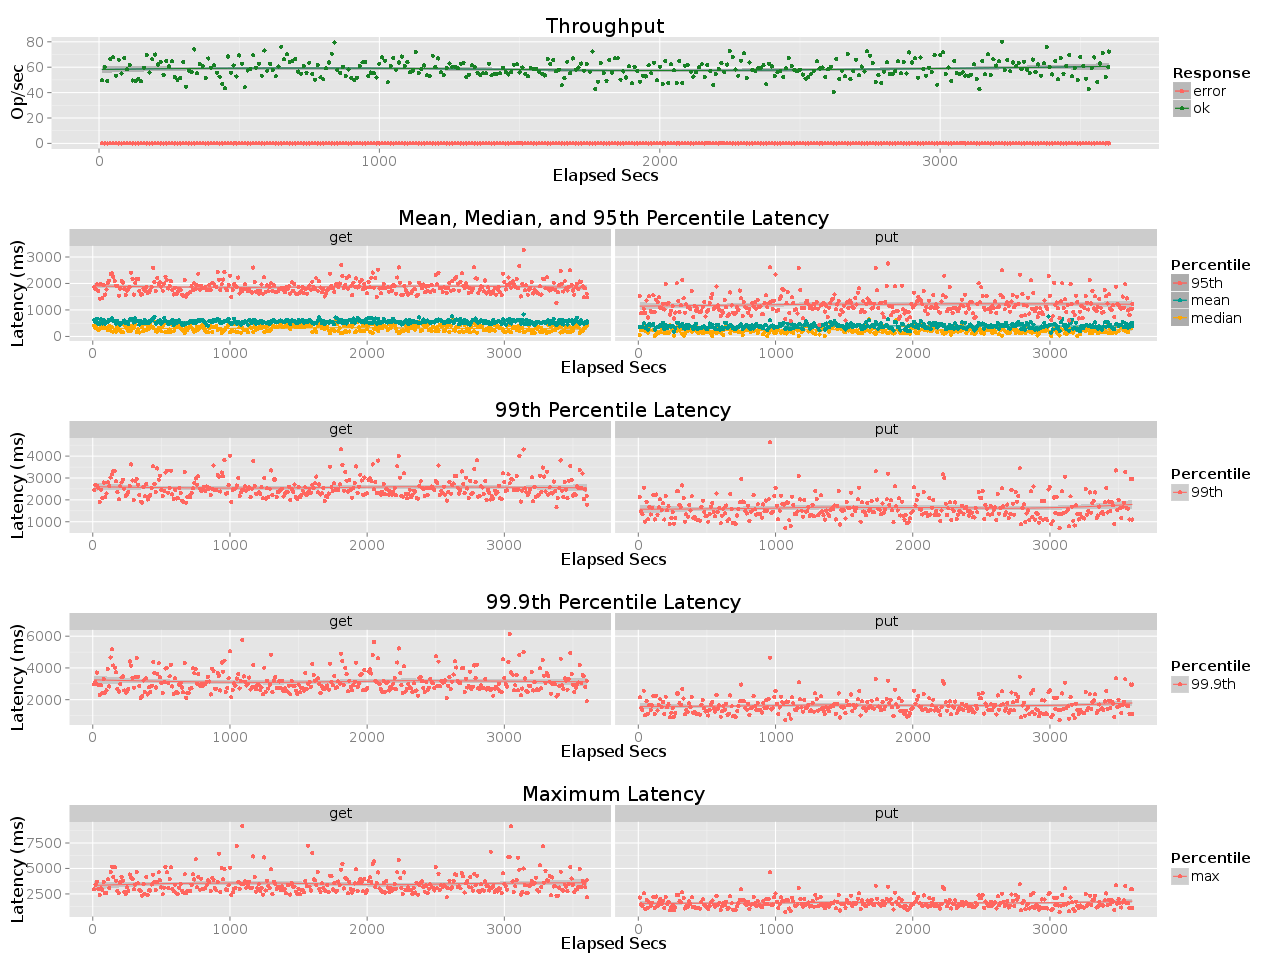 Throughput
80
60
40
20
0
Op/sec
0 1000 2000 3000
Elapsed Secs
Response
error
ok
Mean, Median, and 95th Percentile Latency
get put
3000
2000
1000
0
Latency (ms)
0 1000 2000 3000 0 1000 2000 3000
Elapsed Secs
Percentile
95th
mean
median
99th Percentile Latency
get put
4000
3000
2000
1000
Latency (ms)
0 1000 2000 3000 0 1000 2000 3000
Elapsed Secs
Percentile
99th
99.9th Percentile Latency
get put
6000
4000
2000
Latency (ms)
0 1000 2000 3000 0 1000 2000 3000
Elapsed Secs
Percentile
99.9th
Maximum Latency
get put
7500
5000
2500
Latency (ms)
0 1000 2000 3000 0 1000 2000 3000
Elapsed Secs
Percentile
max